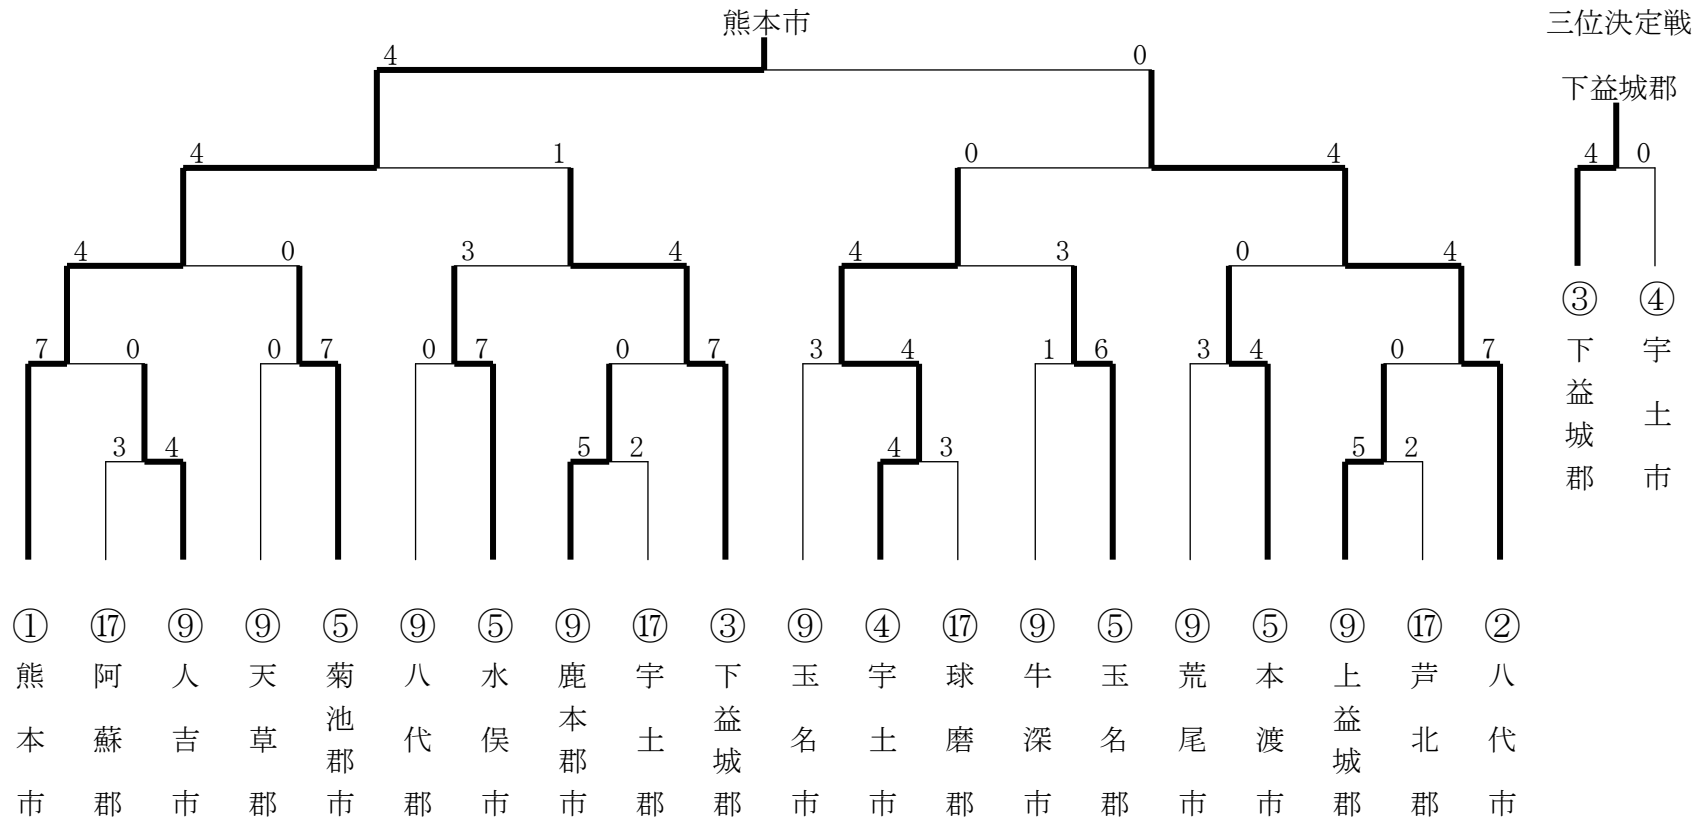 熊本市
三位決定戦
4 0
下益城郡
4 1 0 4
4 0
4 0 3 4 4 3 0 4
③ ④
下益城郡
宇土市
7 0 0 7 0 7 0 7 3 4 1 6 3 4 0 7
3 4 5 2 4 3 5 2
① ⑰ ⑨ ⑨ ⑤ ⑨ ⑤ ⑨ ⑰ ③ ⑨ ④ ⑰ ⑨ ⑤ ⑨ ⑤ ⑨ ⑰ ②
熊本市
阿蘇郡
人吉市
天草郡
菊池郡市
八代郡
水俣市
鹿本郡市
宇土郡
下益城郡
玉名市
宇土市
球磨郡
牛深市
玉名郡
荒尾市
本渡市
上益城郡
芦北郡
八代市